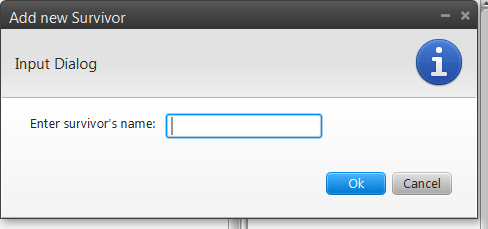 Add new Survivor
Input Dialog
Enter survivor's name:
Ok
Cancel